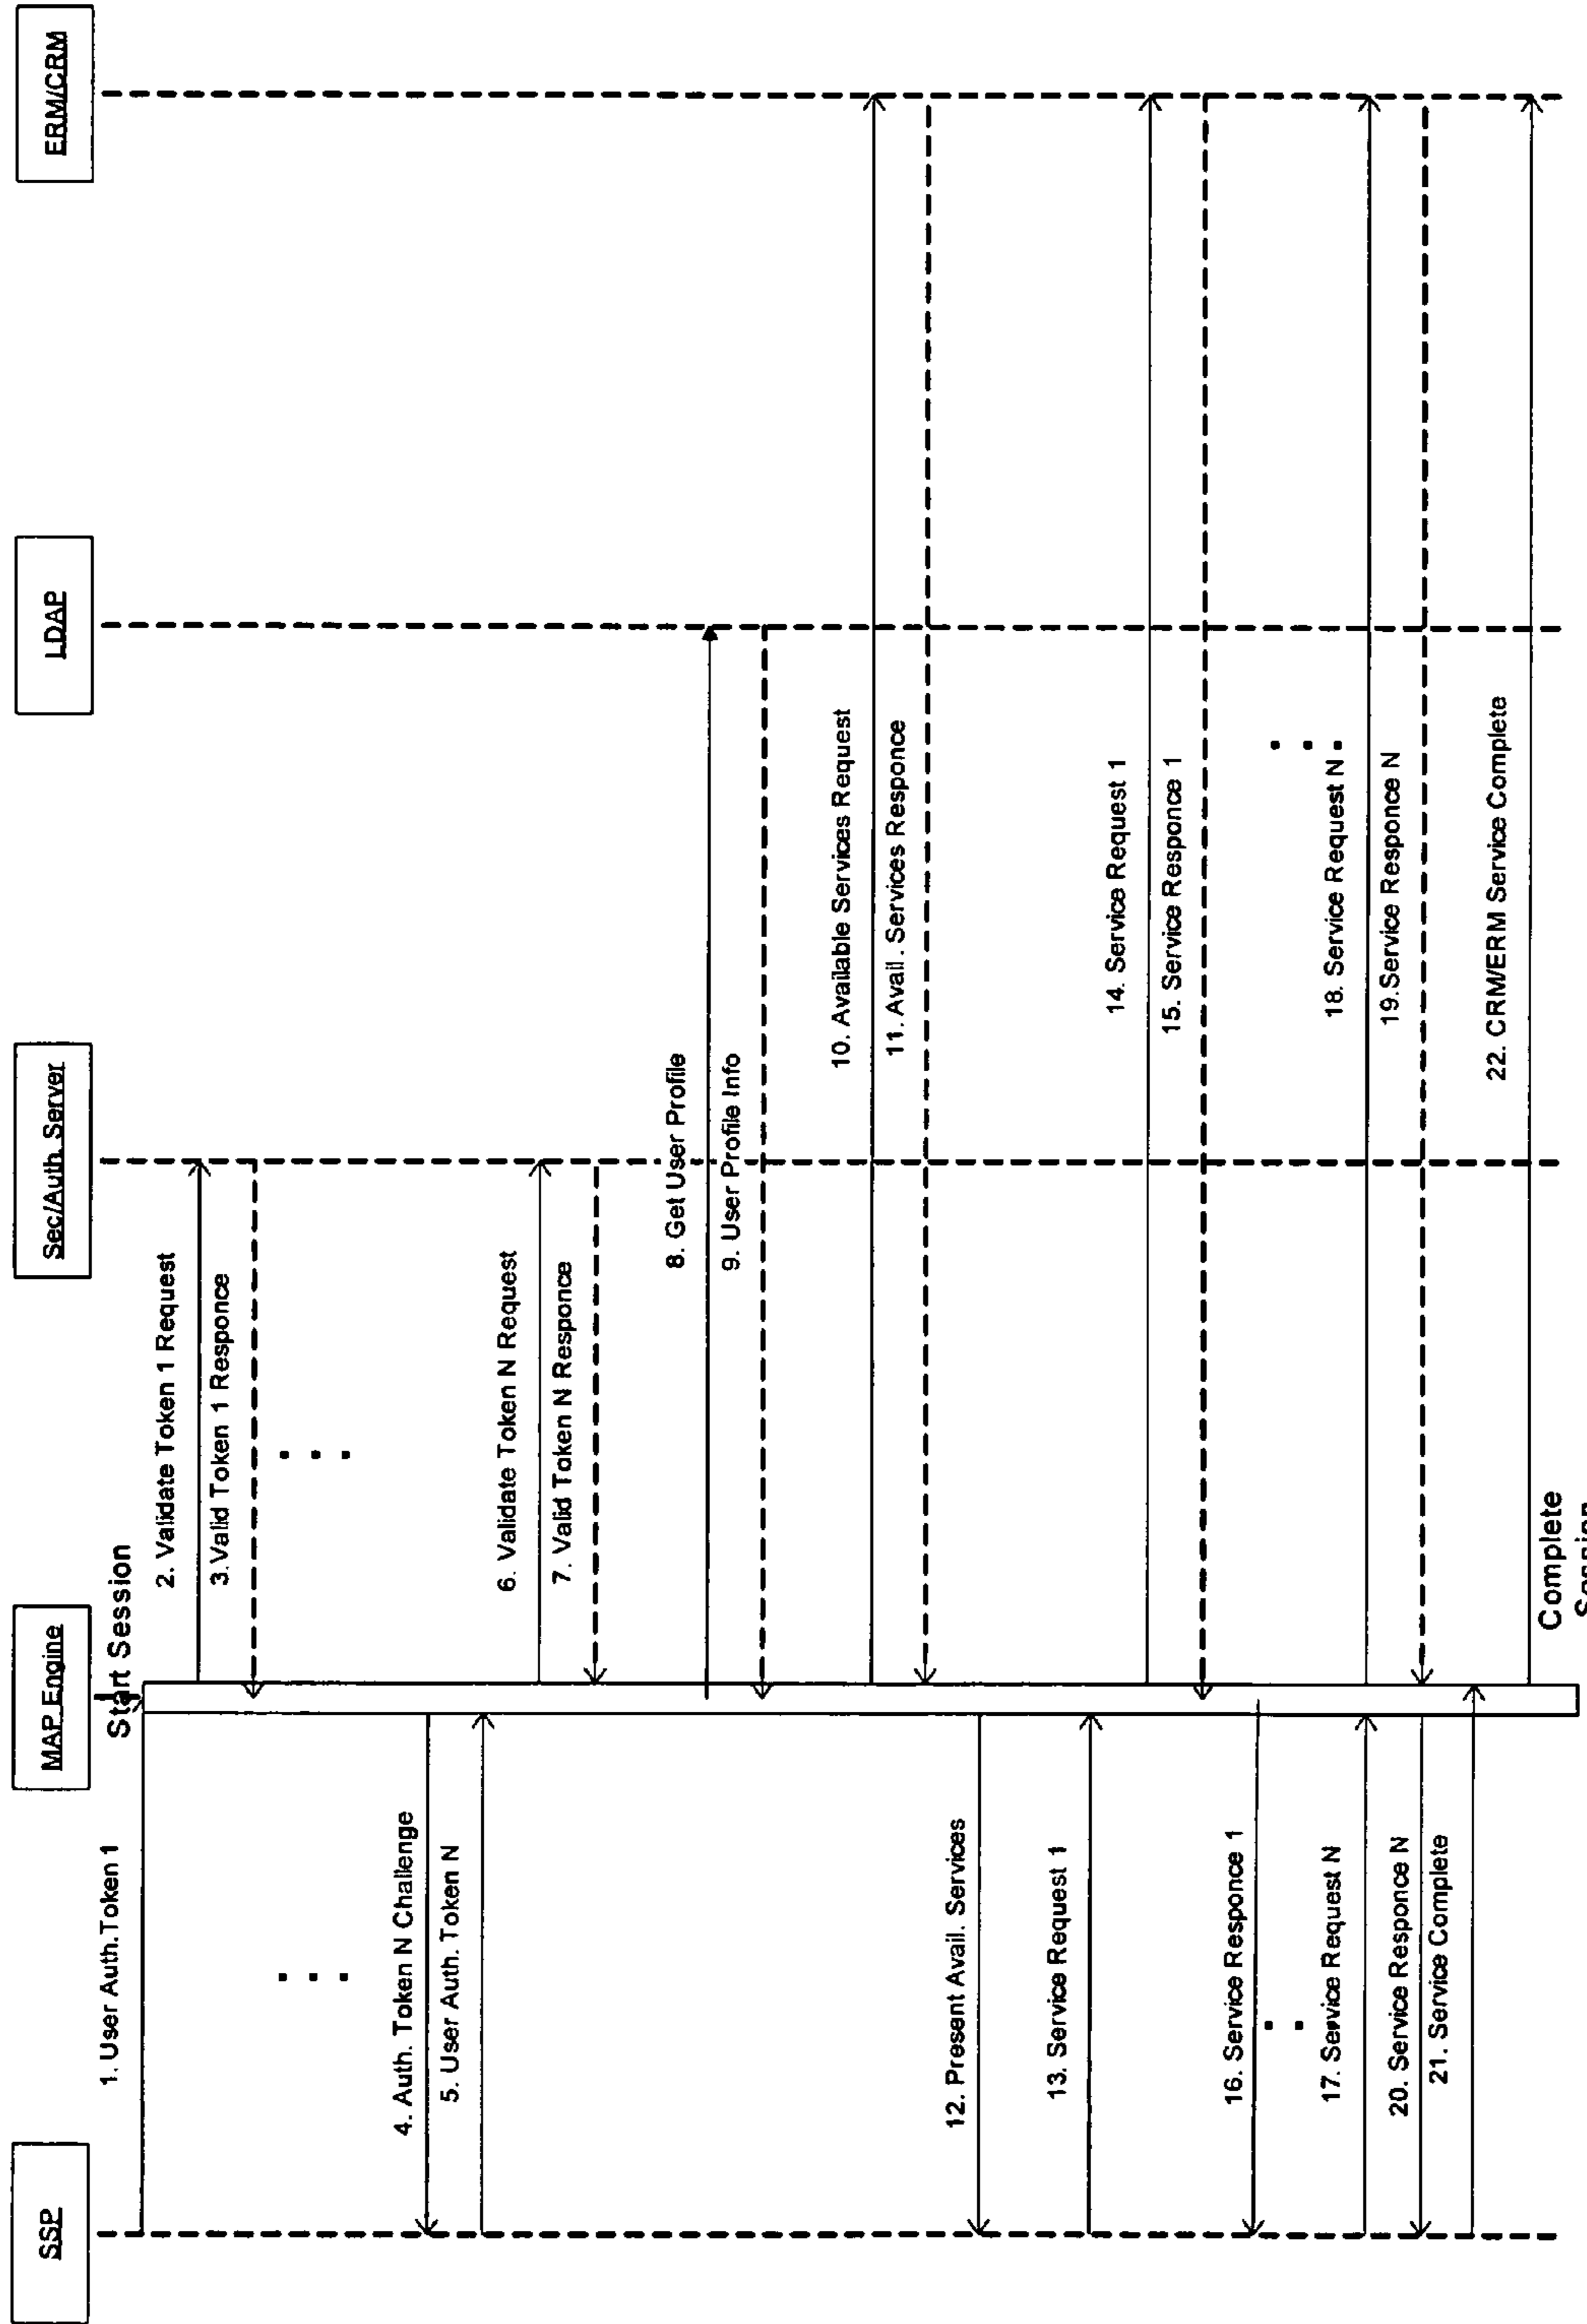 SSP
MAP Engine
Sec/Auth. Server
LDAP
ERM/CRM
Start Session
1. User Auth.Token 1
2. Validate Token 1 Request
3.Valid Token 1 Responce
4. Auth. Token N Challenge
5. User Auth. Token N
6. Validate Token N Request
7. Valid Token N Responce
8. Get User Profile
9. User Profile Info
10. Available Services Request
11. Avail. Services Responce
12. Present Avail. Services
13. Service Request 1
14. Service Request 1
15. Service Responce 1
16. Service Responce 1
17. Service Request N
18. Service Request N
19.Service Responce N
20. Service Responce N
21. Service Complete
22. CRM/ERM Service Complete
Complete
Session